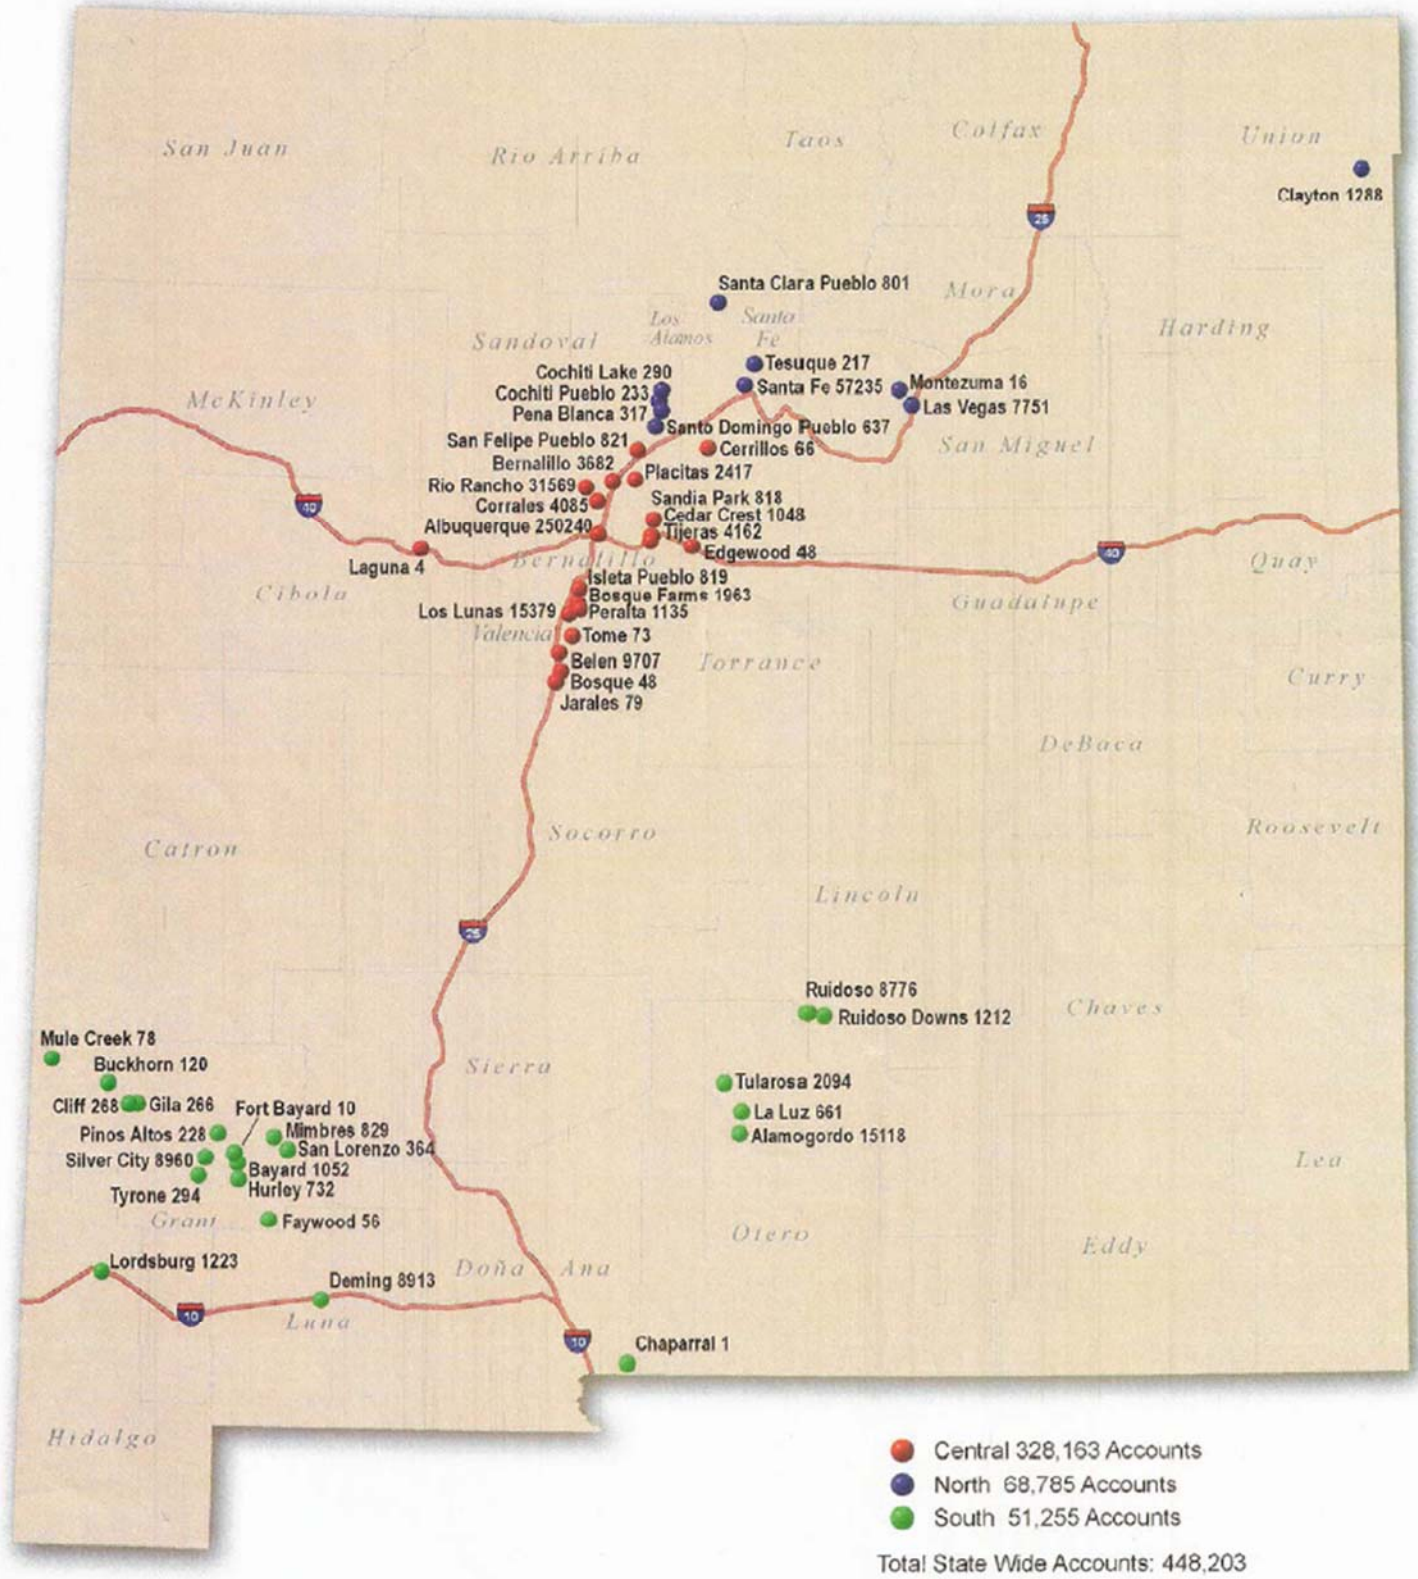 San Juan
Rio Arriba
Taos
Colfax
Union
Clayton 1288
25
Santa Clara Pueblo 801
Mora
Los
Alamos
Santa
Fe
Harding
Sandoval
Tesuque 217
Cochiti Lake 290
Santa Fe 57235
Montezuma 16
Cochiti Pueblo 233
McKinley
Pena Blanca 317
Las Vegas 7751
Santo Domingo Pueblo 637
San Felipe Pueblo 821
Cerrillos 66
San Miguel
Bernalillo 3682
Placitas 2417
Rio Rancho 31569
Sandia Park 818
Corrales 4085
Cedar Crest 1048
40
Albuquerque 250240
Tijeras 4162
Edgewood 48
40
Laguna 4
Bernalillo
Quay
Isleta Pueblo 819
Cibola
Bosque Farms 1963
Guadalupe
Los Lunas 15379
Peralta 1135
Valencia
Tome 73
Belen 9707
Torrance
Curry
Bosque 48
Jarales 79
DeBaca
Socorro
Roosevelt
Catron
Lincoln
25
Ruidoso 8776
Chaves
Ruidoso Downs 1212
Mule Creek 78
Buckhorn 120
Sierra
Tularosa 2094
Cliff 268
Gila 266
Fort Bayard 10
La Luz 661
Pinos Altos 228
Mimbres 829
Alamogordo 15118
San Lorenzo 364
Silver City 8960
Bayard 1052
Lea
Tyrone 294
Hurley 732
Grant
Faywood 56
Otero
Eddy
Lordsburg 1223
Doña Ana
Deming 8913
10
Luna
10
Chaparral 1
Hidalgo
Central 328,163 Accounts
North 68,785 Accounts
South 51,255 Accounts
Total State Wide Accounts: 448,203